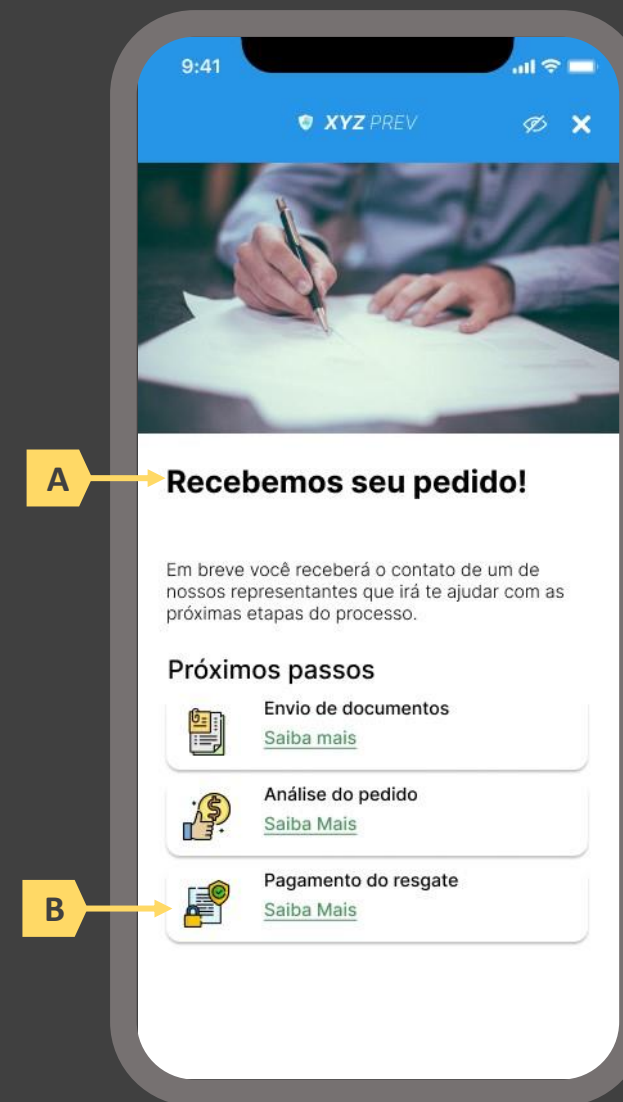 9:41
XYZ PREV
A
Recebemos seu pedido!
Em breve você receberá o contato de um de
nossos representantes que irá te ajudar com as
próximas etapas do processo.
Próximos passos
Envio de documentos
Saiba mais
Análise do pedido
Saiba Mais
B
Pagamento do resgate
Saiba Mais